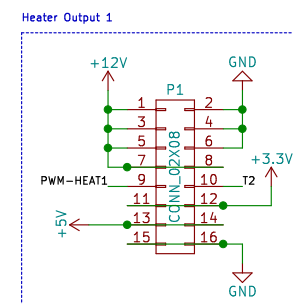 Heater Output 1
+12V
GND
P1
1 2
3 4
5 6
7 8
+3.3V
PWM-HEAT1 9 10 T2
11 12
+5V 13 14
15 16
CONN_02X08
GND